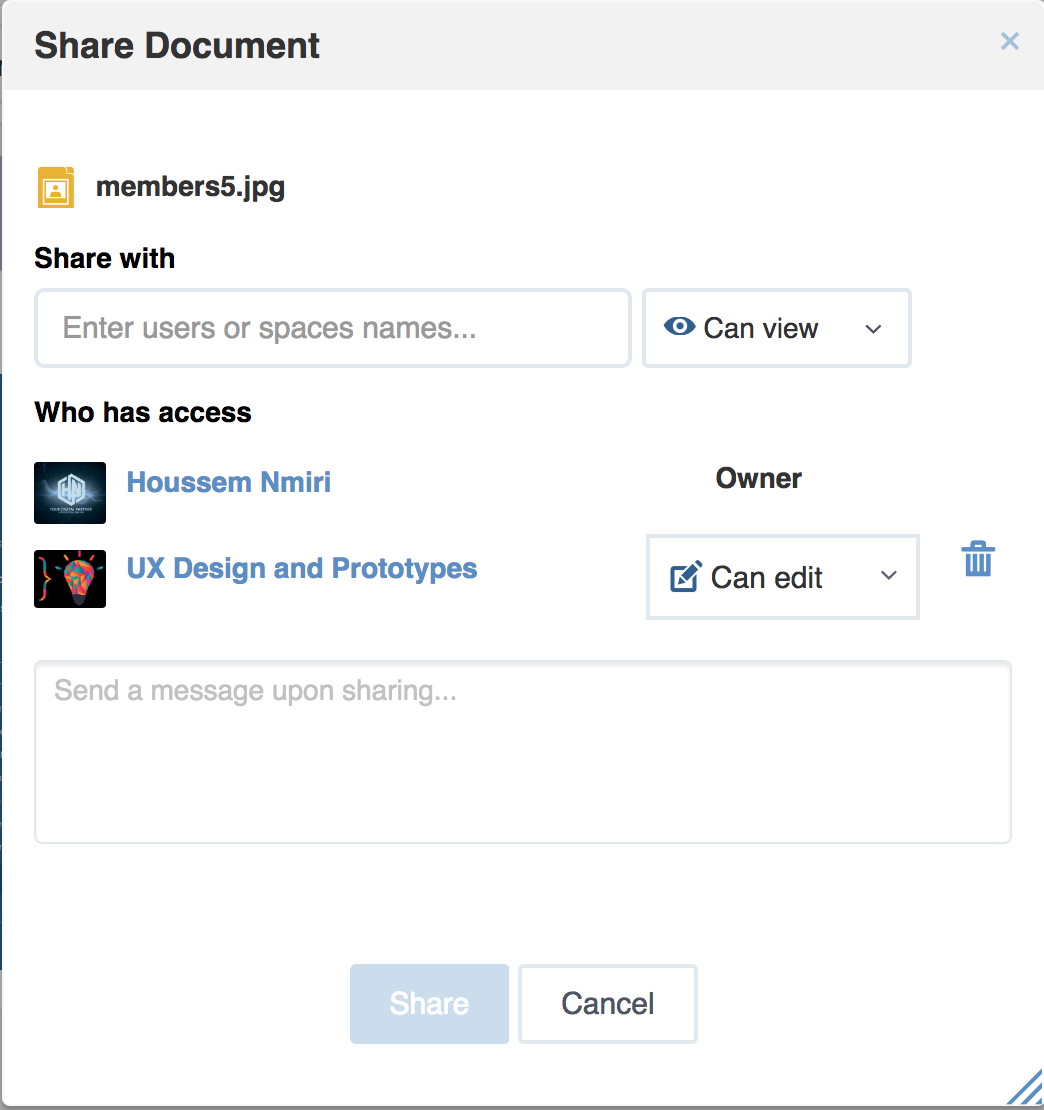 Share Document
members5.jpg
Share with
Enter users or spaces names...
Can view
Who has access
Houssem Nmiri
Owner
UX Design and Prototypes
Can edit
Send a message upon sharing...
Share
Cancel